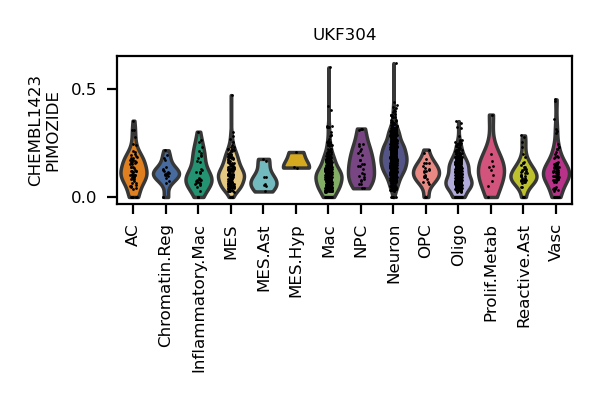 UKF304
CHEMBL1423
PIMOZIDE
0.5
0.0
AC
Chromatin.Reg
Inflammatory.Mac
MES
MES.Ast
MES.Hyp
Mac
NPC
Neuron
OPC
Oligo
Prolif.Metab
Reactive.Ast
Vasc